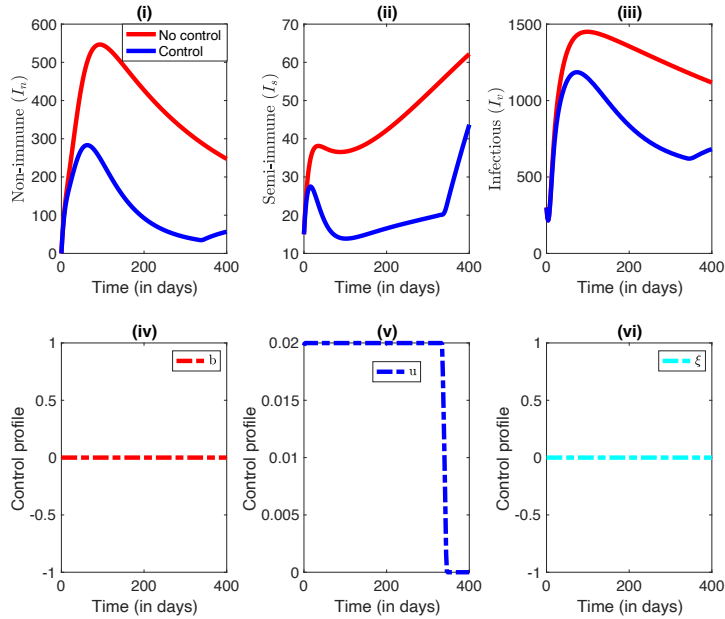 (i)
600
500
400
300
200
100
0
0
200
400
Non-immune (Iₙ)
Time (in days)
No control
Control
(ii)
70
60
50
40
30
20
10
0
200
400
Semi-immune (Iₛ)
Time (in days)
(iii)
1500
1000
500
0
0
200
400
Infectious (Iᵥ)
Time (in days)
(iv)
1
0.5
0
-0.5
-1
0
200
400
Control profile
Time (in days)
b
(v)
0.02
0.015
0.01
0.005
0
0
200
400
Control profile
Time (in days)
u
(vi)
1
0.5
0
-0.5
-1
0
200
400
Control profile
Time (in days)
ξ